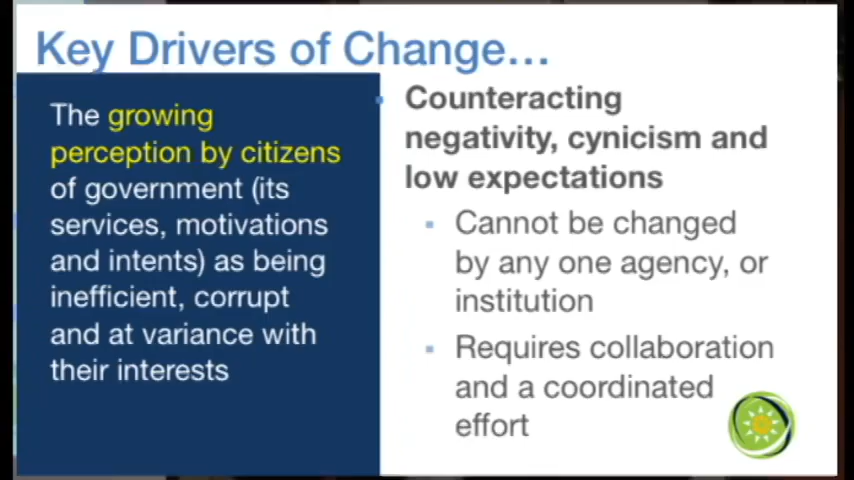 Key Drivers of Change...
The growing
perception by citizens
of government (its
services, motivations
and intents) as being
inefficient, corrupt
and at variance with
their interests
Counteracting
negativity, cynicism and
low expectations
Cannot be changed
by any one agency, or
institution
Requires collaboration
and a coordinated
effort